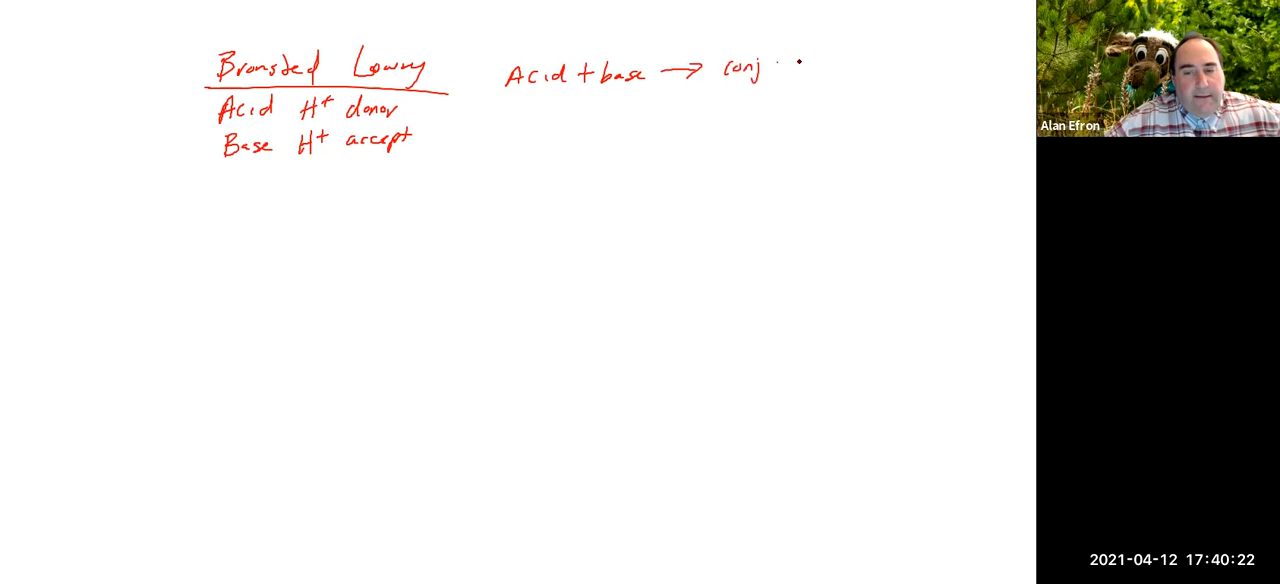 Bronsted Lowry
Acid + base → conj
Acid H+ donor
Base H+ accept
Alan Efron
2021-04-12 17:40:22